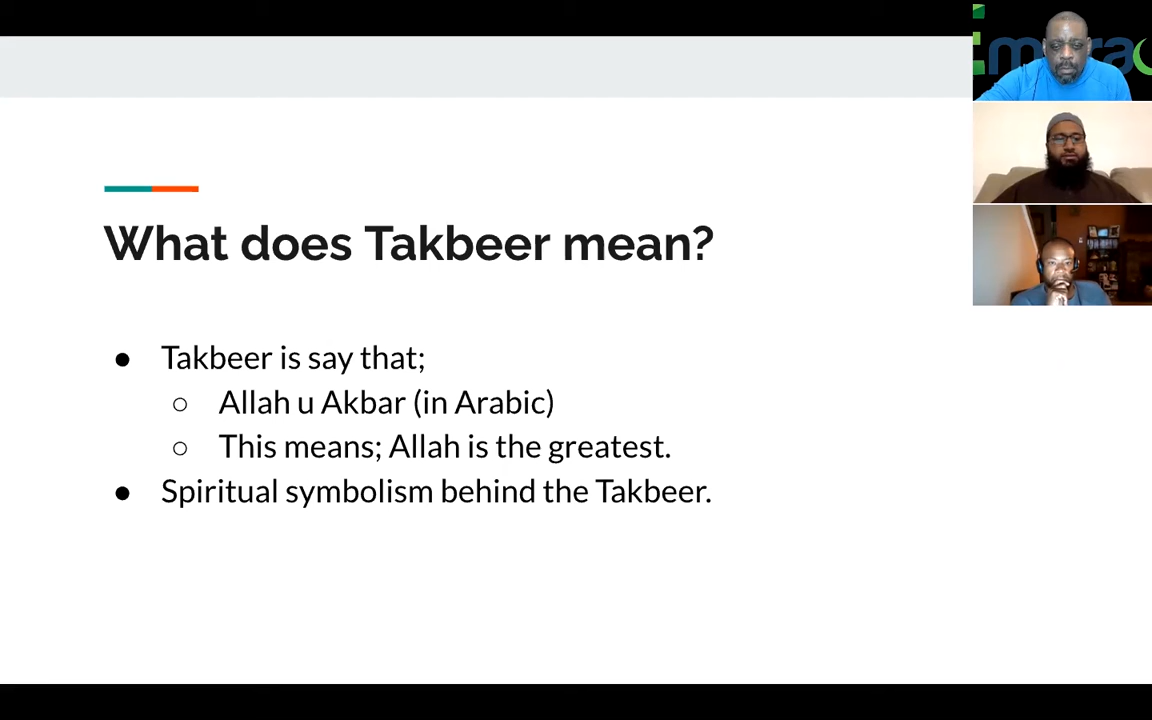 What does Takbeer mean?
● Takbeer is say that;
○ Allah u Akbar (in Arabic)
○ This means; Allah is the greatest.
● Spiritual symbolism behind the Takbeer.